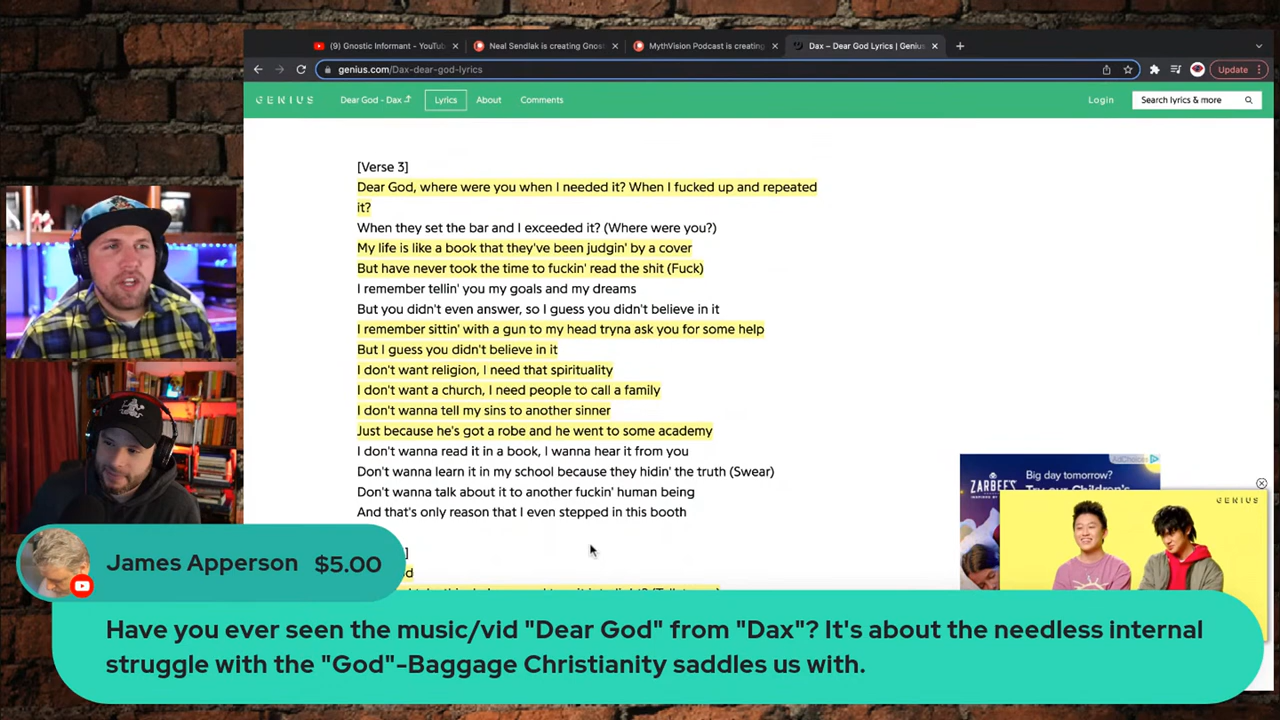 (9) Gnostic Informant - YouTub
Neal Sendlak is creating Gnos
MythVision Podcast is creating
Dax – Dear God Lyrics | Genius
genius.com/Dax-dear-god-lyrics
Update
GENIUS
Dear God - Dax
Lyrics
About
Comments
Login
Search lyrics & more
[Verse 3]
Dear God, where were you when I needed it? When I fucked up and repeated
it?
When they set the bar and I exceeded it? (Where were you?)
My life is like a book that they've been judgin' by a cover
But have never took the time to fuckin' read the shit (Fuck)
I remember tellin' you my goals and my dreams
But you didn't even answer, so I guess you didn't believe in it
I remember sittin' with a gun to my head tryna ask you for some help
But I guess you didn't believe in it
I don't want religion, I need that spirituality
I don't want a church, I need people to call a family
I don't wanna tell my sins to another sinner
Just because he's got a robe and he went to some academy
I don't wanna read it in a book, I wanna hear it from you
Don't wanna learn it in my school because they hidin' the truth (Swear)
Don't wanna talk about it to another fuckin' human being
And that's only reason that I even stepped in this booth
AdChoices
ZARBEES
Big day tomorrow?
GENIUS
James Apperson $5.00
Have you ever seen the music/vid "Dear God" from "Dax"? It's about the needless internal
struggle with the "God"-Baggage Christianity saddles us with.